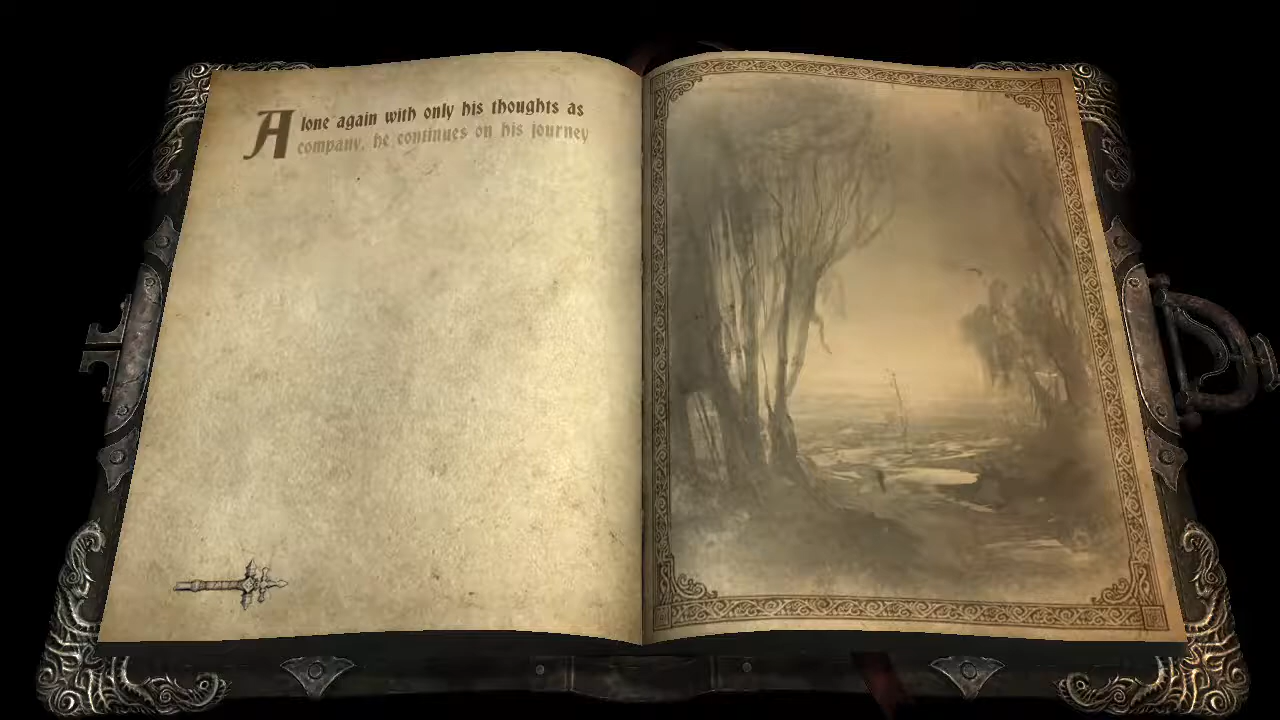 Alone again with only his thoughts as
company, he continues on his journey